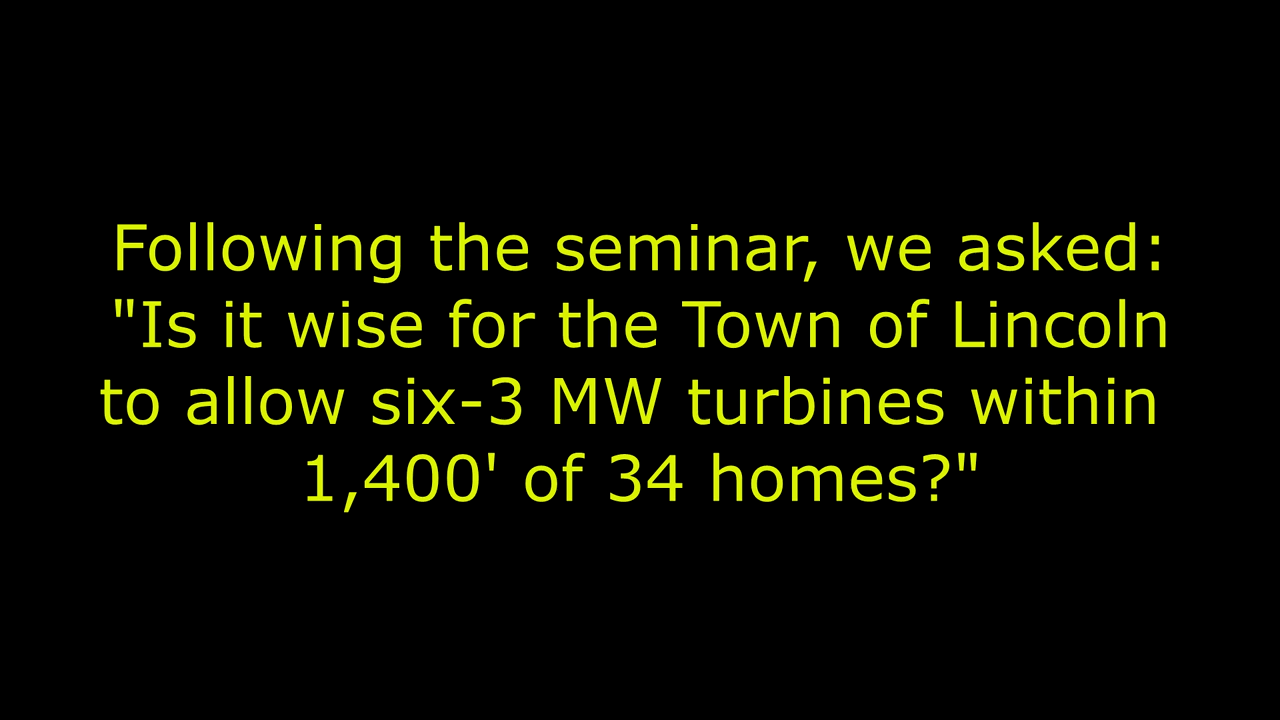 Following the seminar, we asked:
"Is it wise for the Town of Lincoln
to allow six-3 MW turbines within
1,400' of 34 homes?"